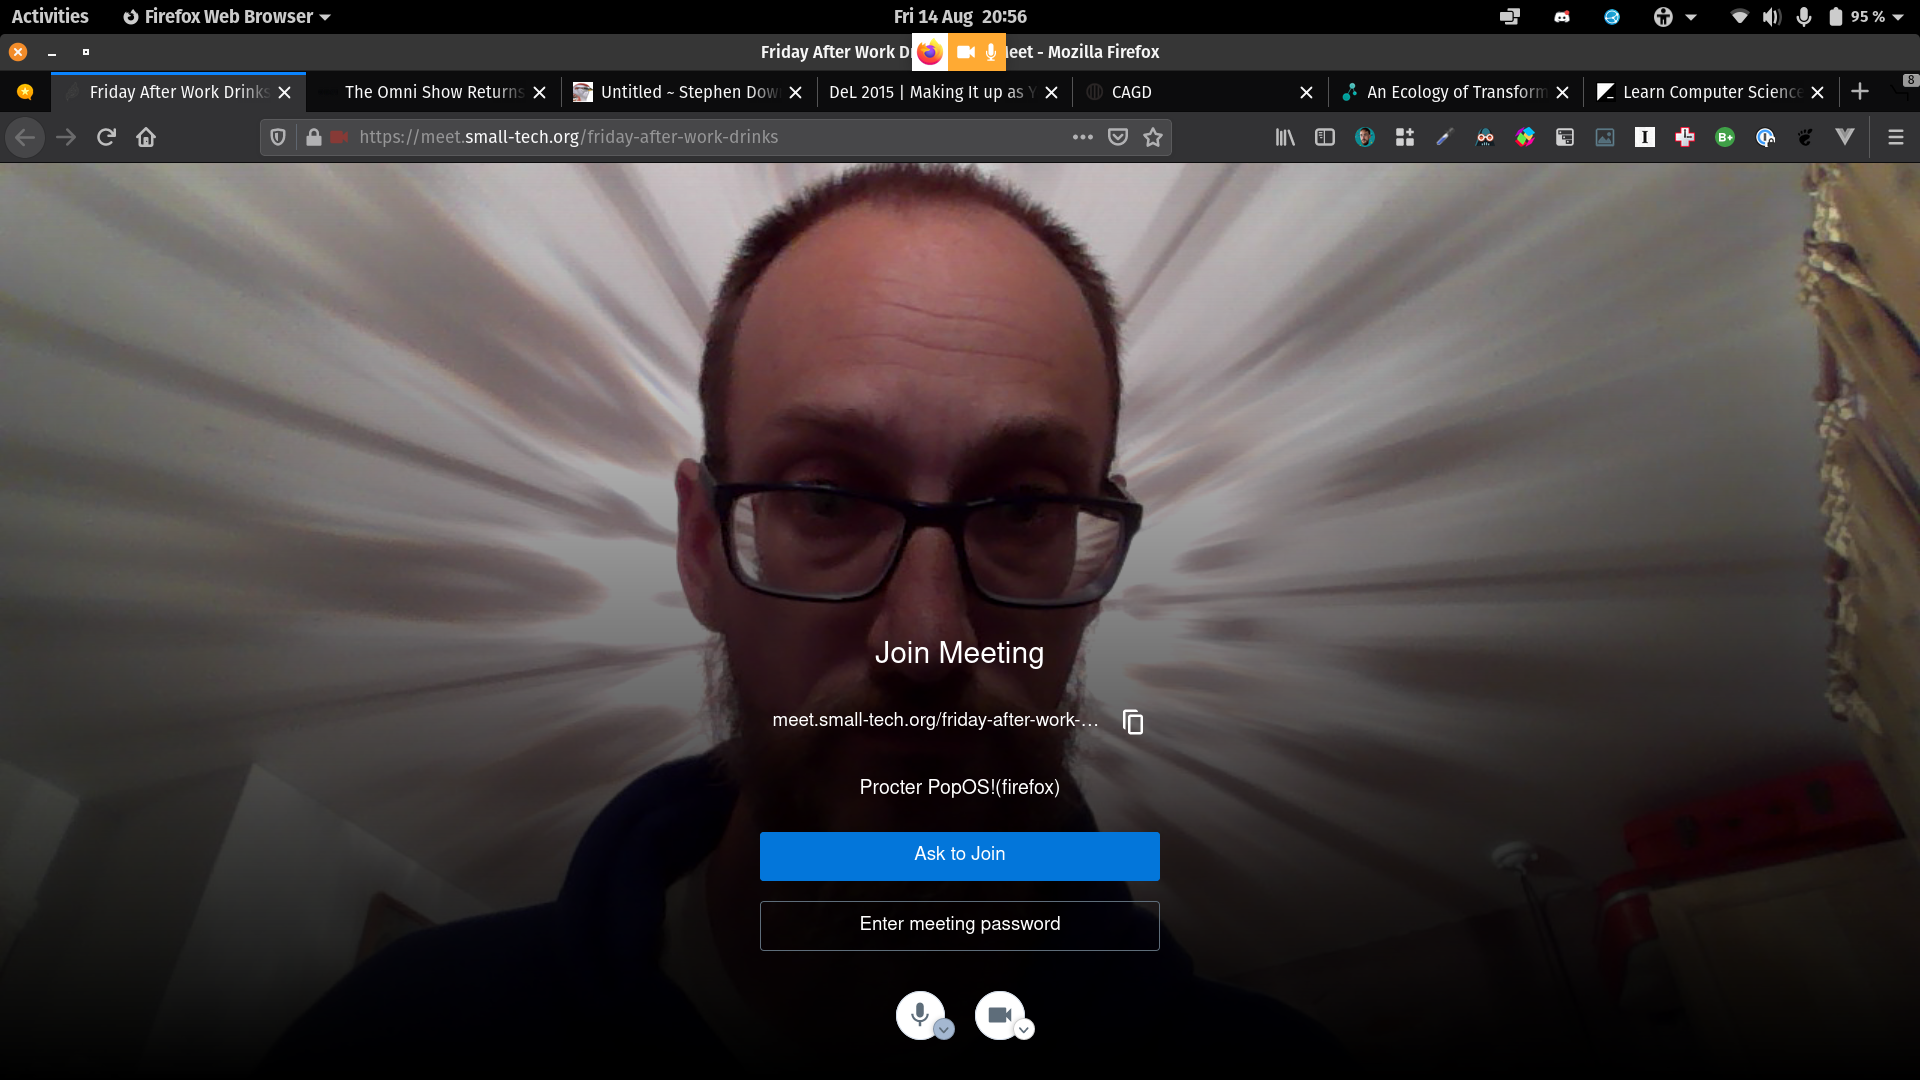 Activities
Firefox Web Browser
Fri 14 Aug 20:56
95 %
Friday After Work D
leet - Mozilla Firefox
8
Friday After Work Drinks
The Omni Show Returns
Untitled ~ Stephen Dow
DeL 2015 | Making It up as Y
CAGD
An Ecology of Transform
Learn Computer Science
https://meet.small-tech.org/friday-after-work-drinks
I
B+
Join Meeting
meet.small-tech.org/friday-after-work-...
Procter PopOS!(firefox)
Ask to Join
Enter meeting password